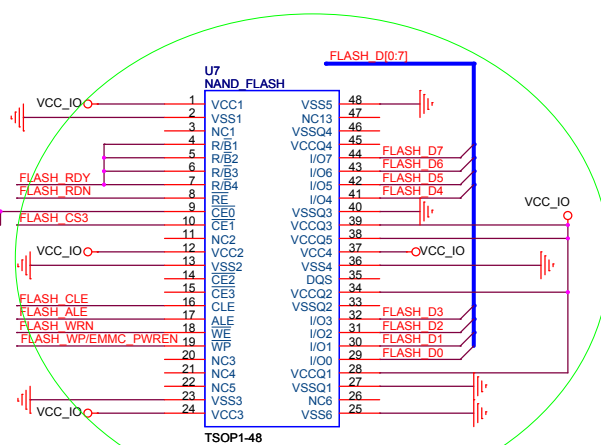 FLASH_D[0:7]
U7
NAND_FLASH
VCC_IO 1 VCC1 VSS5 48
2 VSS1 NC13 47
3 NC1 VSSQ4 46
4 R/B1 VCCQ4 45
5 R/B2 I/O7 44 FLASH_D7
6 R/B3 I/O6 43 FLASH_D6
FLASH_RDY 7 R/B4 I/O5 42 FLASH_D5
FLASH_RDN 8 RE I/O4 41 FLASH_D4
9 CE0 VSSQ3 40
FLASH_CS3 10 CE1 VCCQ3 39 VCC_IO
11 NC2 VCCQ5 38
VCC_IO 12 VCC2 VCC4 37 VCC_IO
13 VSS2 VSS4 36
14 CE2 DQS 35
15 CE3 VCCQ2 34
FLASH_CLE 16 CLE VSSQ2 33
FLASH_ALE 17 ALE I/O3 32 FLASH_D3
FLASH_WRN 18 WE I/O2 31 FLASH_D2
FLASH_WP/EMMC_PWREN 19 WP I/O1 30 FLASH_D1
20 NC3 I/O0 29 FLASH_D0
21 NC4 VCCQ1 28
22 NC5 VSSQ1 27
23 VSS3 NC6 26
VCC_IO 24 VCC3 VSS6 25
TSOP1-48